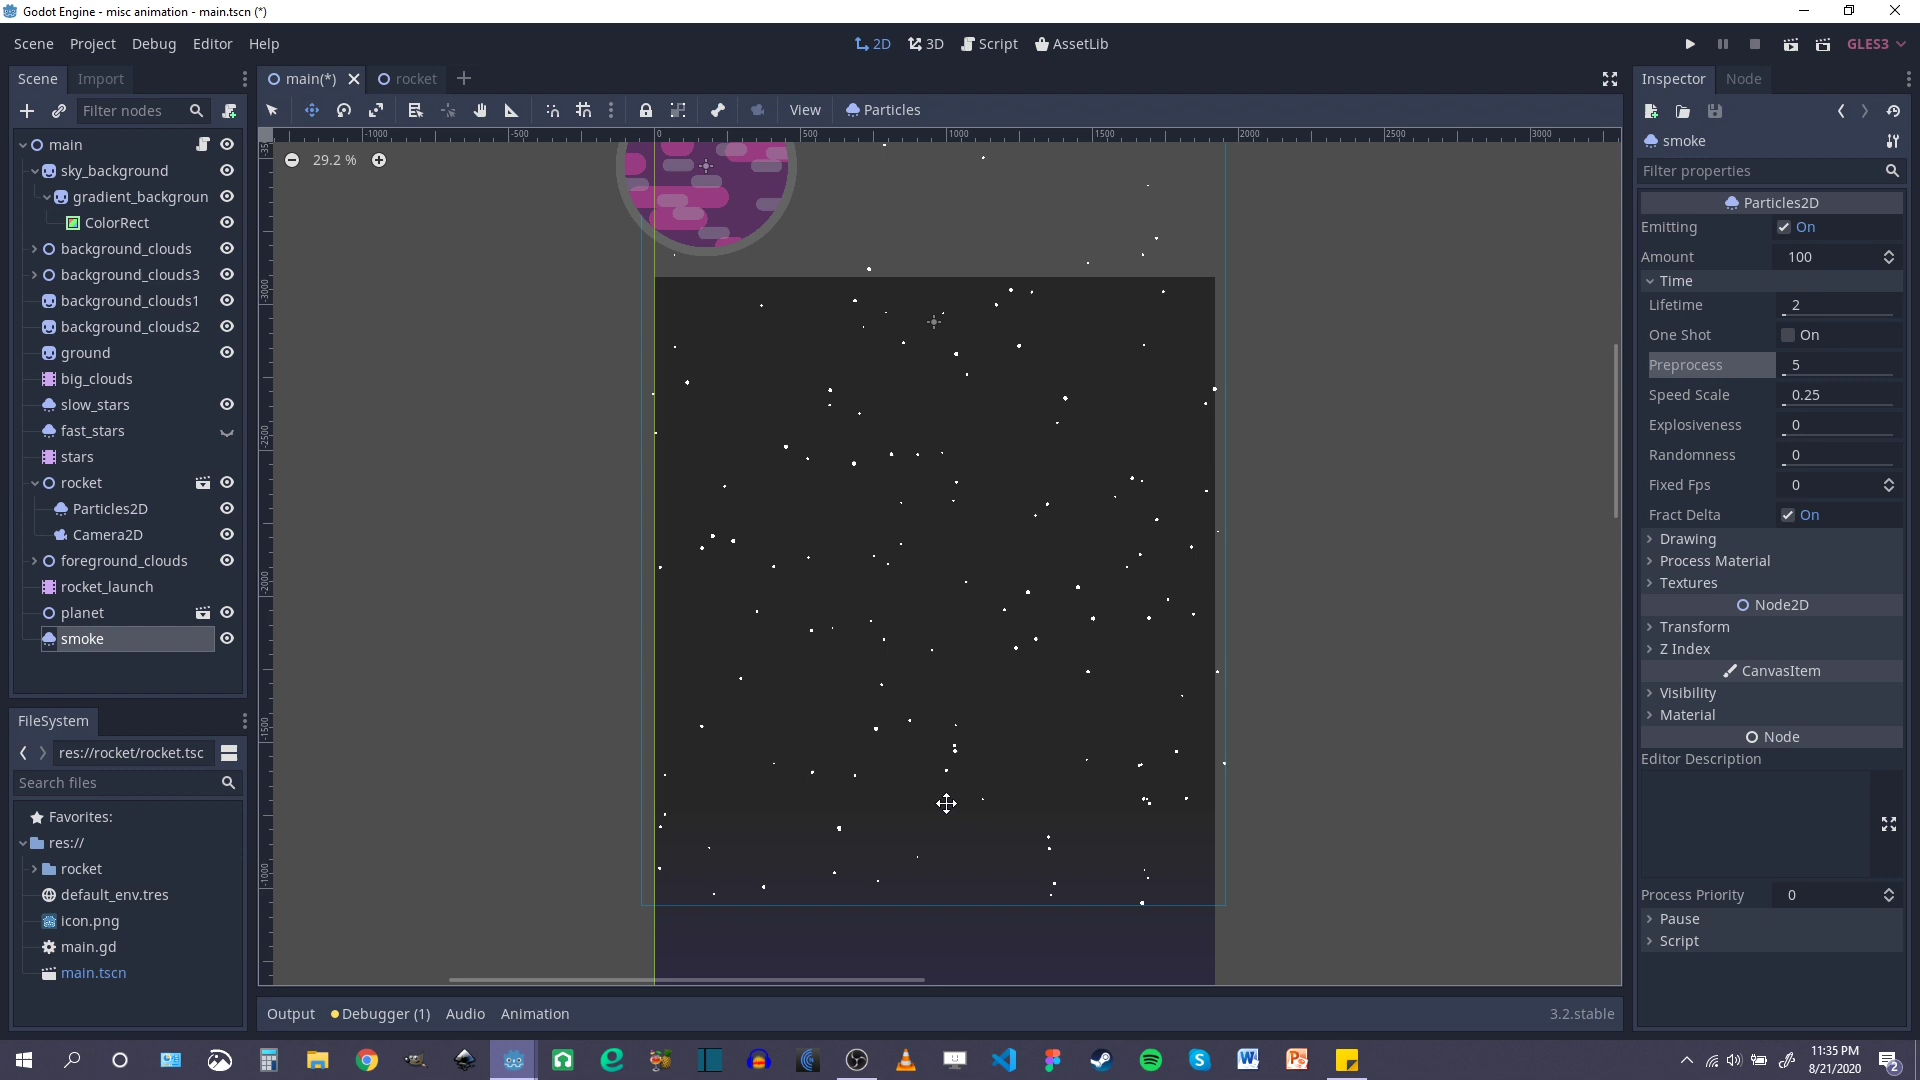 Godot Engine - misc animation - main.tscn (*)
Scene Project Debug Editor Help
2D 3D Script AssetLib
GLES3
Scene Import
main(*) rocket
Inspector Node
Filter nodes
View Particles
main
sky_background
gradient_backgroun
ColorRect
background_clouds
background_clouds3
background_clouds1
background_clouds2
ground
big_clouds
slow_stars
fast_stars
stars
rocket
Particles2D
Camera2D
foreground_clouds
rocket_launch
planet
smoke
FileSystem
res://rocket/rocket.tsc
Search files
Favorites:
res://
rocket
default_env.tres
icon.png
main.gd
main.tscn
-1000 -500 0 500 1000 1500 2000 2500 3000
29.2 %
-3000
-2500
-2000
-1500
-1000
Output Debugger (1) Audio Animation
3.2.stable
smoke
Filter properties
Particles2D
Emitting On
Amount 100
Time
Lifetime 2
One Shot On
Preprocess 5
Speed Scale 0.25
Explosiveness 0
Randomness 0
Fixed Fps 0
Fract Delta On
Drawing
Process Material
Textures
Node2D
Transform
Z Index
CanvasItem
Visibility
Material
Node
Editor Description
Process Priority 0
Pause
Script
11:35 PM
8/21/2020
2